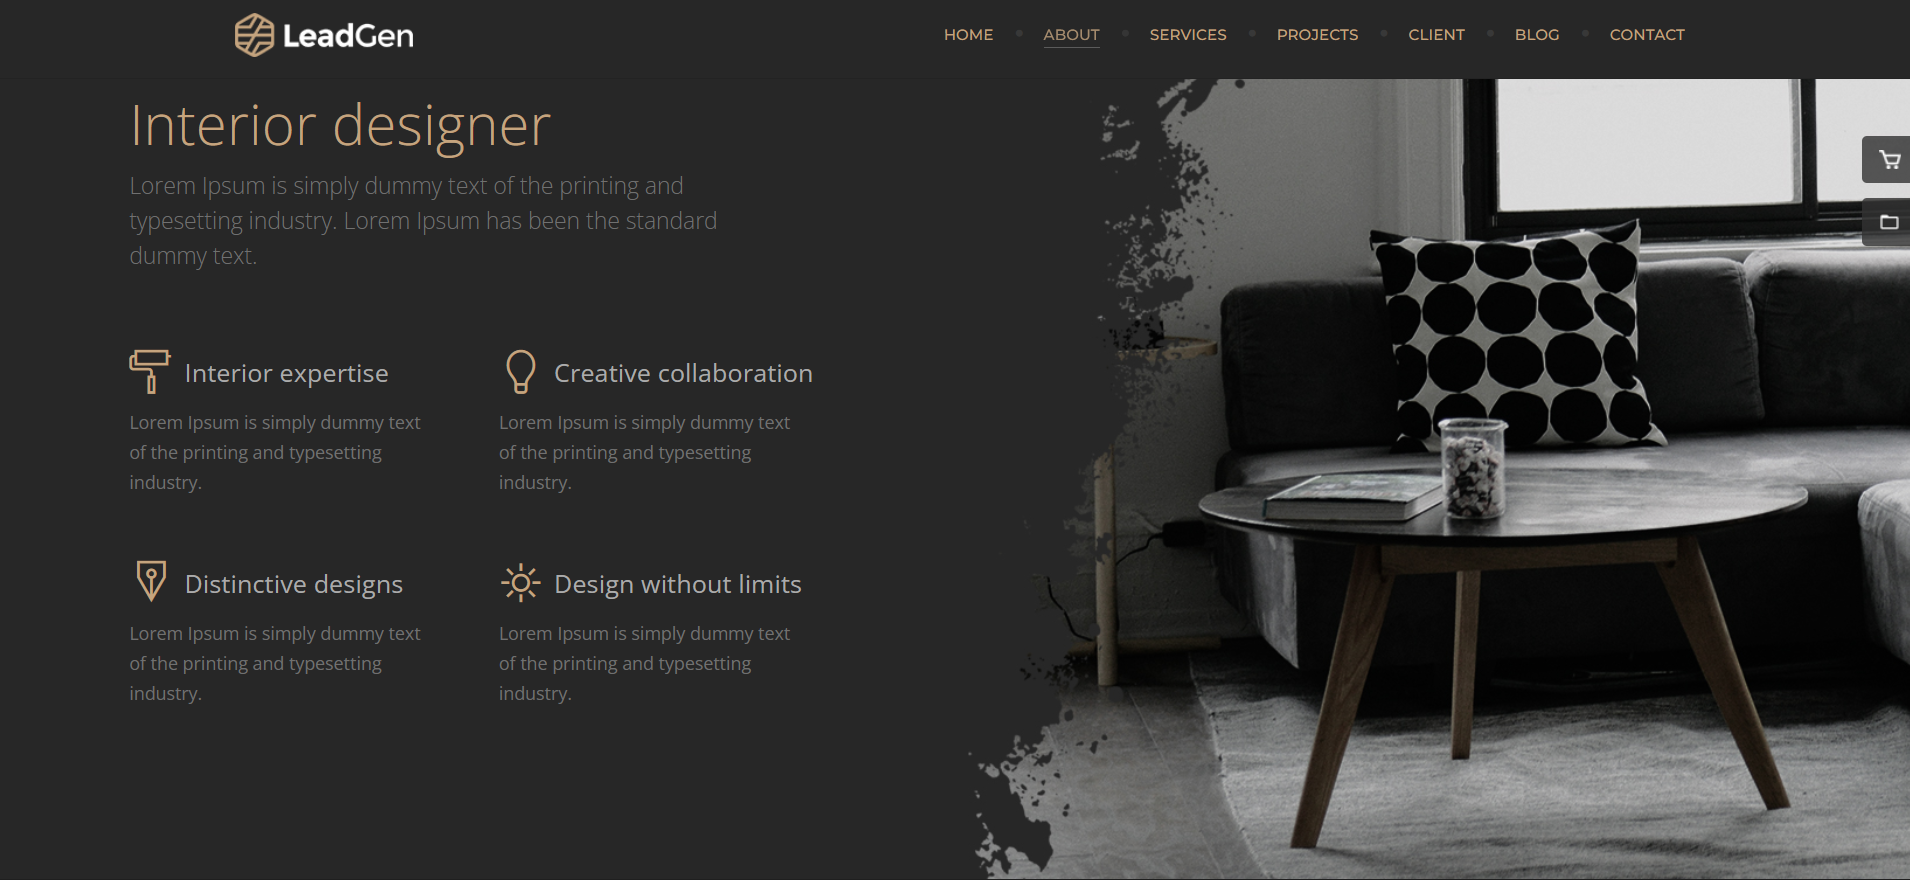 LeadGen
HOME ABOUT SERVICES PROJECTS CLIENT BLOG CONTACT
Interior designer
Lorem Ipsum is simply dummy text of the printing and
typesetting industry. Lorem Ipsum has been the standard
dummy text.
Interior expertise
Lorem Ipsum is simply dummy text
of the printing and typesetting
industry.
Creative collaboration
Lorem Ipsum is simply dummy text
of the printing and typesetting
industry.
Distinctive designs
Lorem Ipsum is simply dummy text
of the printing and typesetting
industry.
Design without limits
Lorem Ipsum is simply dummy text
of the printing and typesetting
industry.